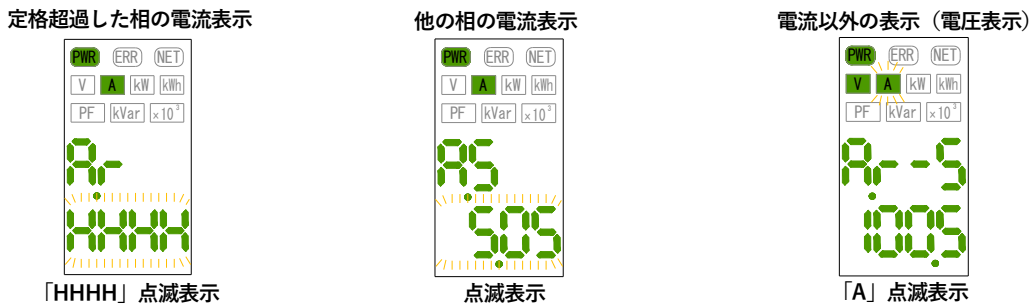 定格超過した相の電流表示
PWR ERR NET
V A kW kWh
PF kVar ×10³
A.r
HHHH
「HHHH」点滅表示
他の相の電流表示
PWR ERR NET
V A kW kWh
PF kVar ×10³
A.S
5.05
点滅表示
電流以外の表示（電圧表示）
PWR ERR NET
V A kW kWh
PF kVar ×10³
A.r--S
100.5
「A」点滅表示